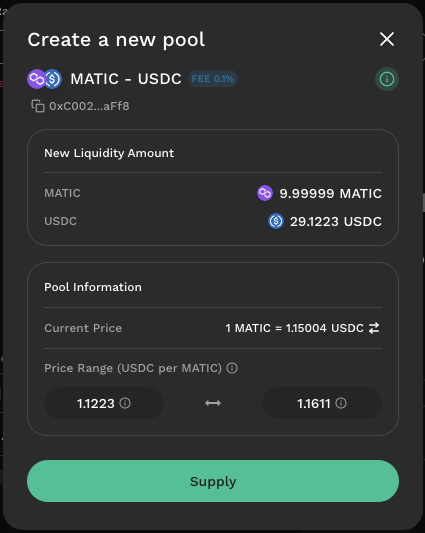 Create a new pool
MATIC - USDC FEE 0.1%
0xC002...aFf8
New Liquidity Amount
MATIC 9.99999 MATIC
USDC 29.1223 USDC
Pool Information
Current Price 1 MATIC = 1.15004 USDC
Price Range (USDC per MATIC)
1.1223 1.1611
Supply